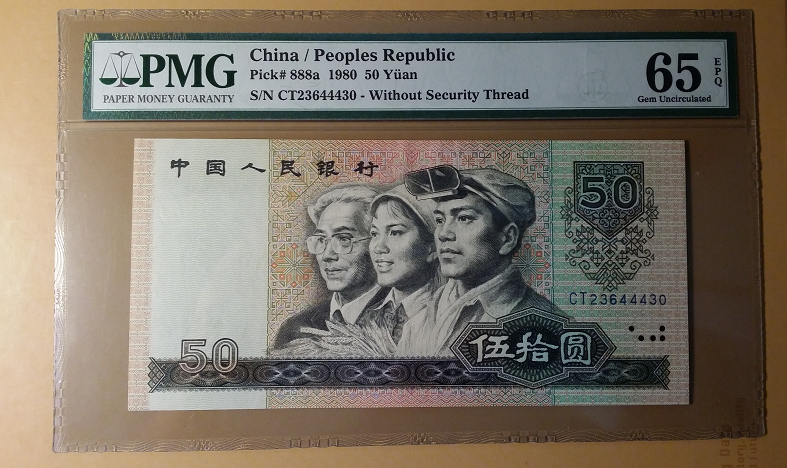 PMG
PAPER MONEY GUARANTY
China / Peoples Republic
Pick# 888a 1980 50 Yüan
S/N CT23644430 - Without Security Thread
65 EPQ
Gem Uncirculated
中国人民银行
50
CT23644430
50
伍拾圆